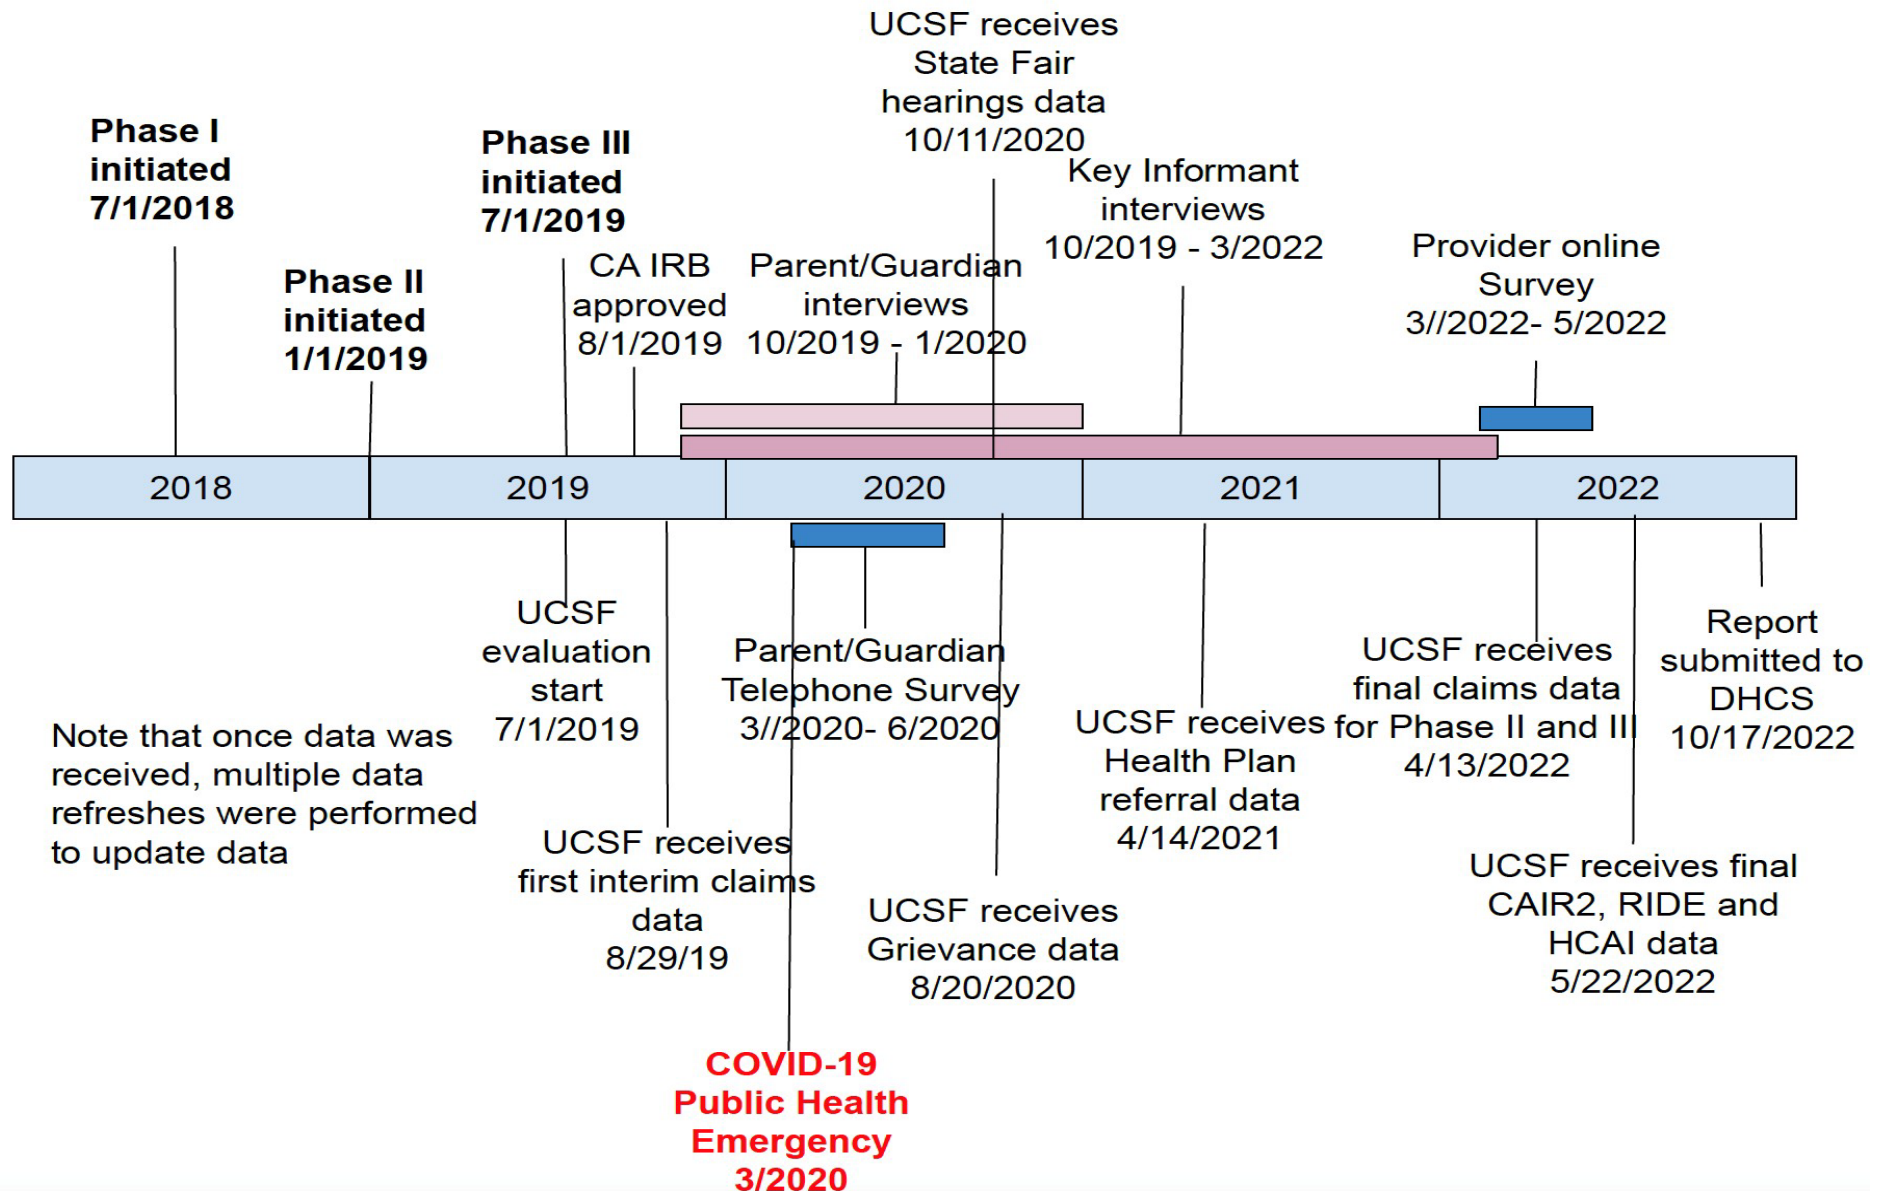 UCSF receives
State Fair
hearings data
10/11/2020
Phase I
initiated
7/1/2018
Phase II
initiated
1/1/2019
Phase III
initiated
7/1/2019
CA IRB
approved
8/1/2019
Parent/Guardian
interviews
10/2019 - 1/2020
Key Informant
interviews
10/2019 - 3/2022
Provider online
Survey
3//2022- 5/2022
2018
2019
2020
2021
2022
UCSF
evaluation
start
7/1/2019
Note that once data was
received, multiple data
refreshes were performed
to update data
UCSF receives
first interim claims
data
8/29/19
Parent/Guardian
Telephone Survey
3//2020- 6/2020
COVID-19
Public Health
Emergency
3/2020
UCSF receives
Grievance data
8/20/2020
UCSF receives
Health Plan
referral data
4/14/2021
UCSF receives
final claims data
for Phase II and III
4/13/2022
UCSF receives final
CAIR2, RIDE and
HCAI data
5/22/2022
Report
submitted to
DHCS
10/17/2022